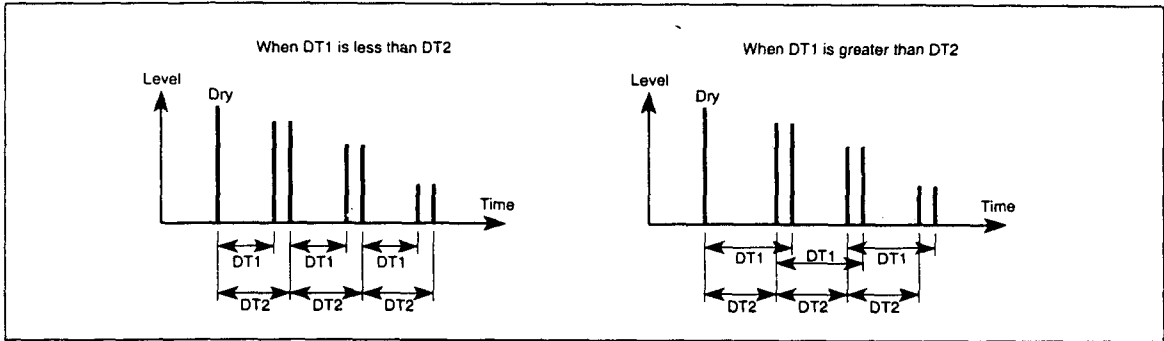 When DT1 is less than DT2
Level
Dry
Time
DT1
DT1
DT1
DT2
DT2
DT2
When DT1 is greater than DT2
Level
Dry
Time
DT1
DT1
DT1
DT2
DT2
DT2